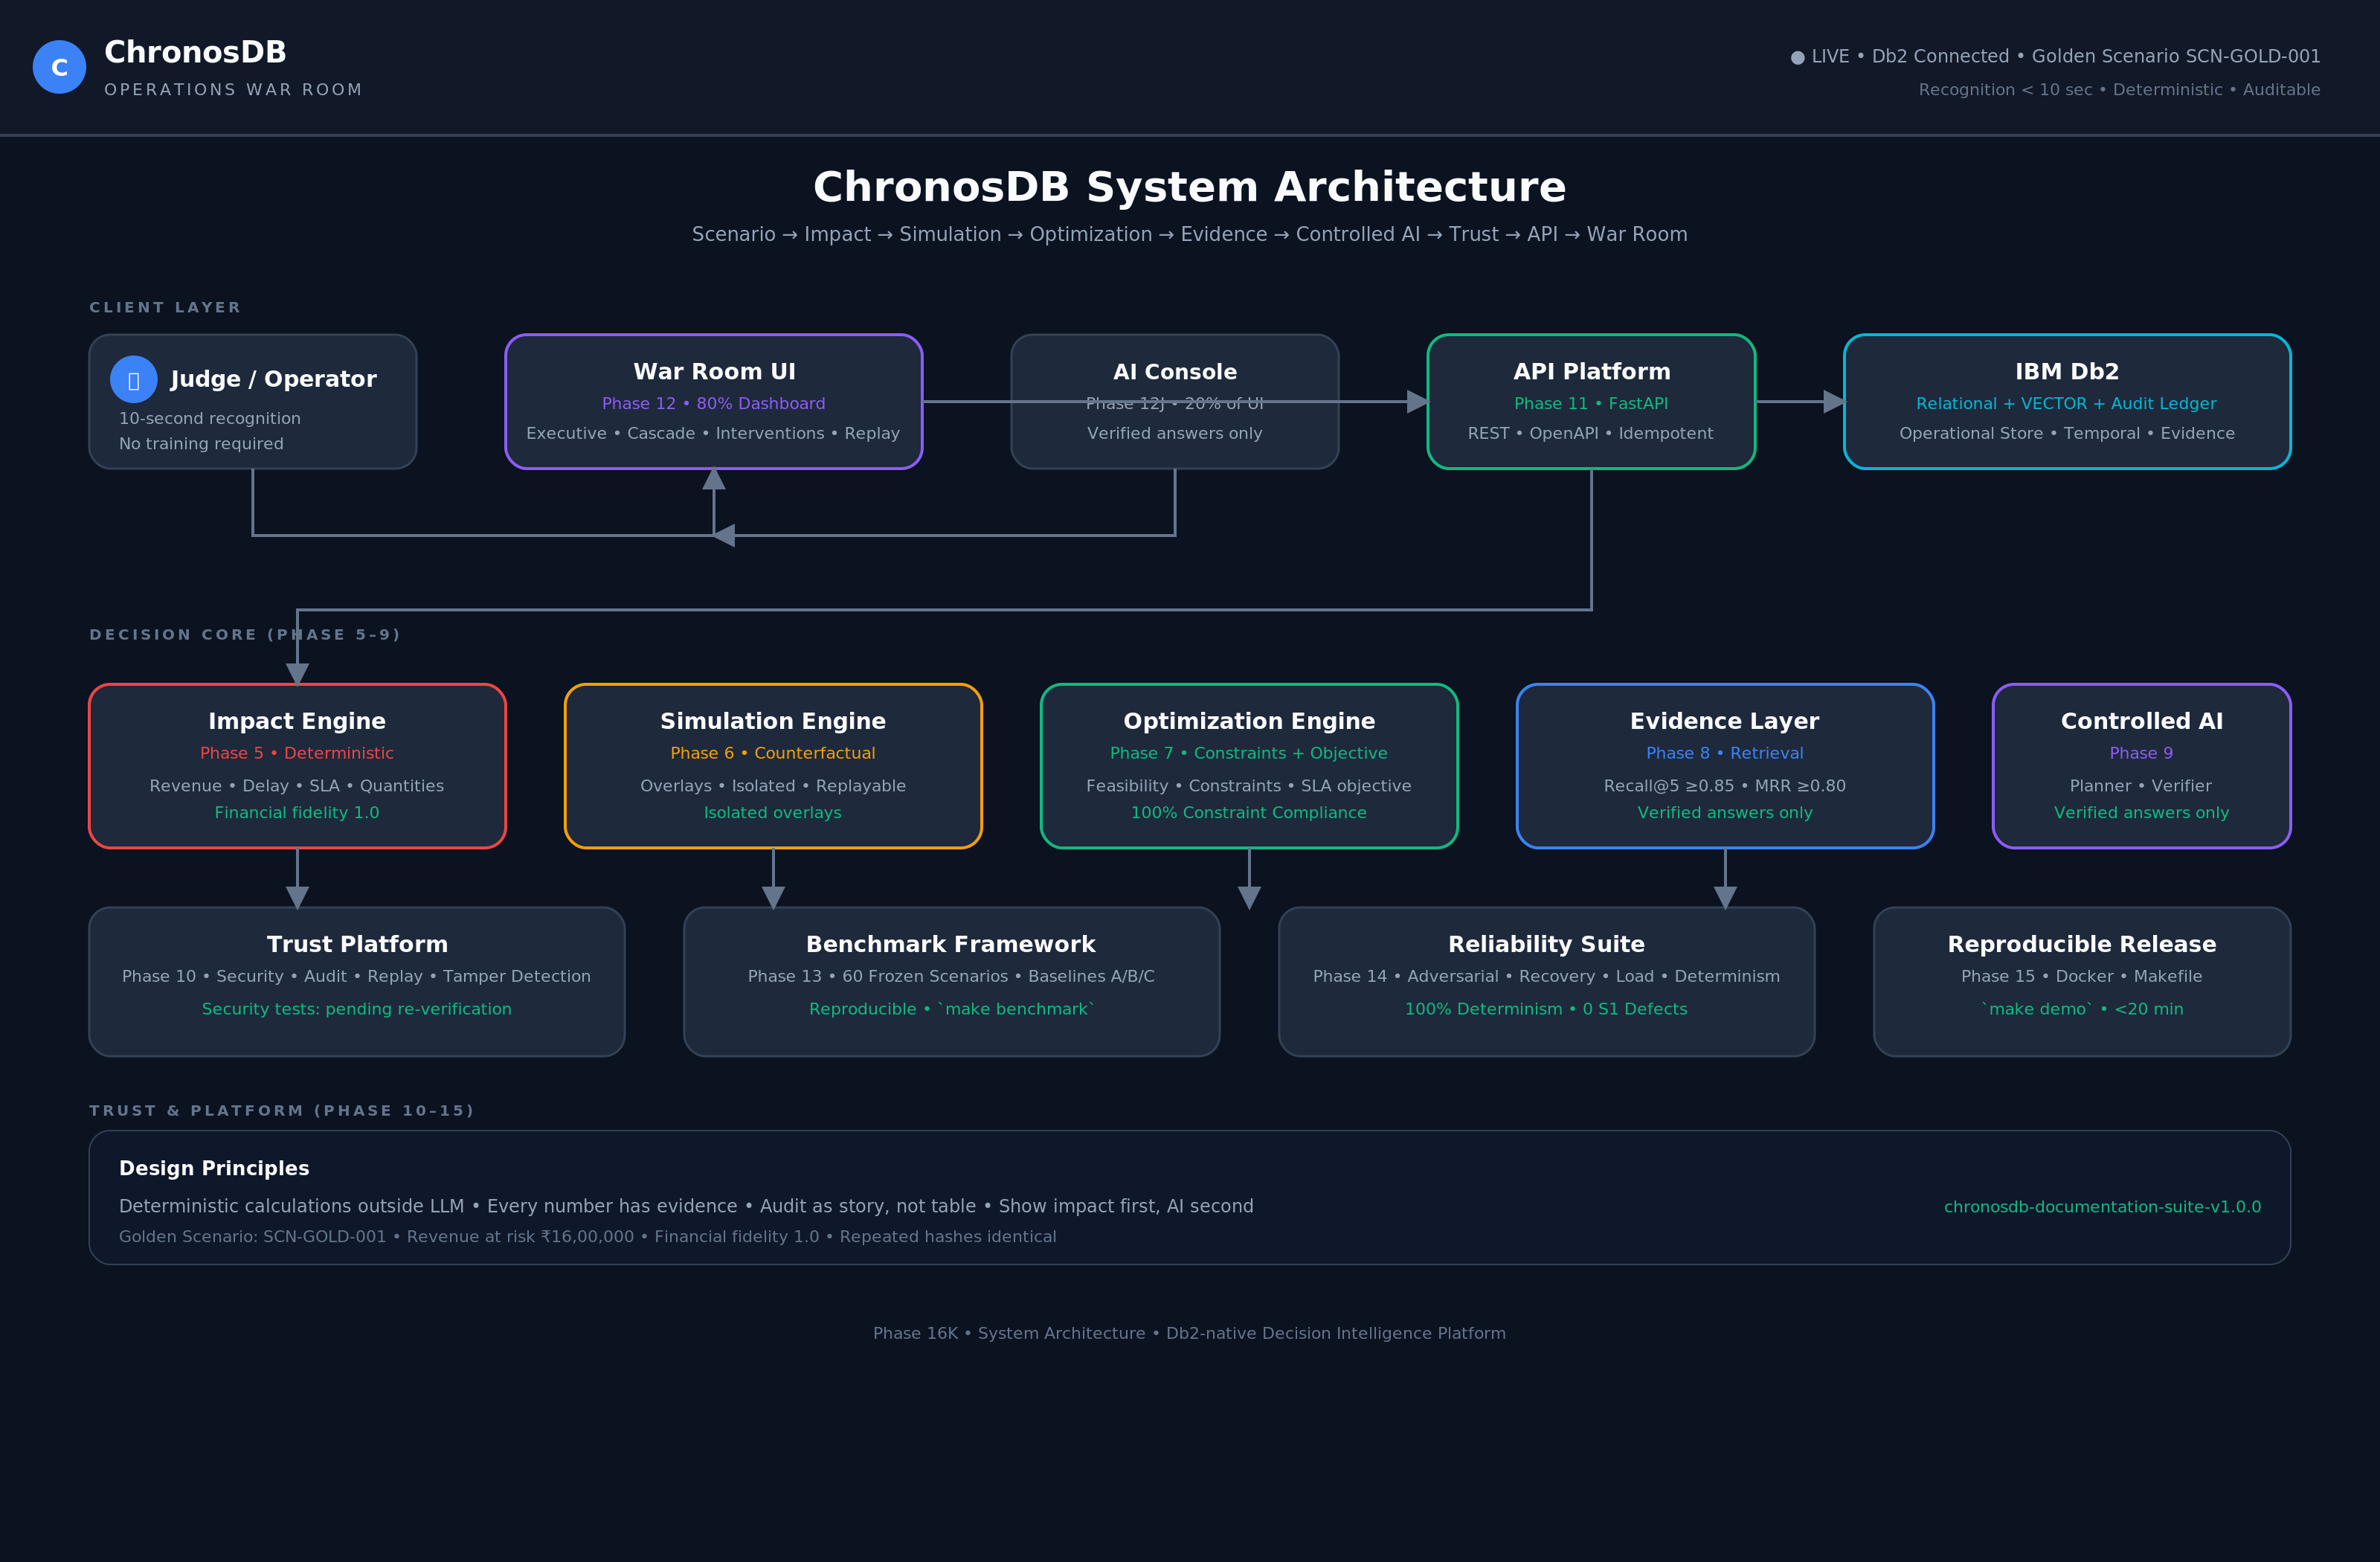 C
ChronosDB
OPERATIONS WAR ROOM
● LIVE • Db2 Connected • Golden Scenario SCN-GOLD-001
Recognition < 10 sec • Deterministic • Auditable
ChronosDB System Architecture
Scenario → Impact → Simulation → Optimization → Evidence → Controlled AI → Trust → API → War Room
CLIENT LAYER
Judge / Operator
10-second recognition
No training required
War Room UI
Phase 12 • 80% Dashboard
Executive • Cascade • Interventions • Replay
AI Console
Phase 12J • 20% of UI
Verified answers only
API Platform
Phase 11 • FastAPI
REST • OpenAPI • Idempotent
IBM Db2
Relational + VECTOR + Audit Ledger
Operational Store • Temporal • Evidence
DECISION CORE (PHASE 5–9)
Impact Engine
Phase 5 • Deterministic
Revenue • Delay • SLA • Quantities
Financial fidelity 1.0
Simulation Engine
Phase 6 • Counterfactual
Overlays • Isolated • Replayable
Isolated overlays
Optimization Engine
Phase 7 • Constraints + Objective
Feasibility • Constraints • SLA objective
100% Constraint Compliance
Evidence Layer
Phase 8 • Retrieval
Recall@5 ≥0.85 • MRR ≥0.80
Verified answers only
Controlled AI
Phase 9
Planner • Verifier
Verified answers only
Trust Platform
Phase 10 • Security • Audit • Replay • Tamper Detection
Security tests: pending re-verification
Benchmark Framework
Phase 13 • 60 Frozen Scenarios • Baselines A/B/C
Reproducible • `make benchmark`
Reliability Suite
Phase 14 • Adversarial • Recovery • Load • Determinism
100% Determinism • 0 S1 Defects
Reproducible Release
Phase 15 • Docker • Makefile
`make demo` • <20 min
TRUST & PLATFORM (PHASE 10–15)
Design Principles
Deterministic calculations outside LLM • Every number has evidence • Audit as story, not table • Show impact first, AI second
chronosdb-documentation-suite-v1.0.0
Golden Scenario: SCN-GOLD-001 • Revenue at risk ₹16,00,000 • Financial fidelity 1.0 • Repeated hashes identical
Phase 16K • System Architecture • Db2-native Decision Intelligence Platform